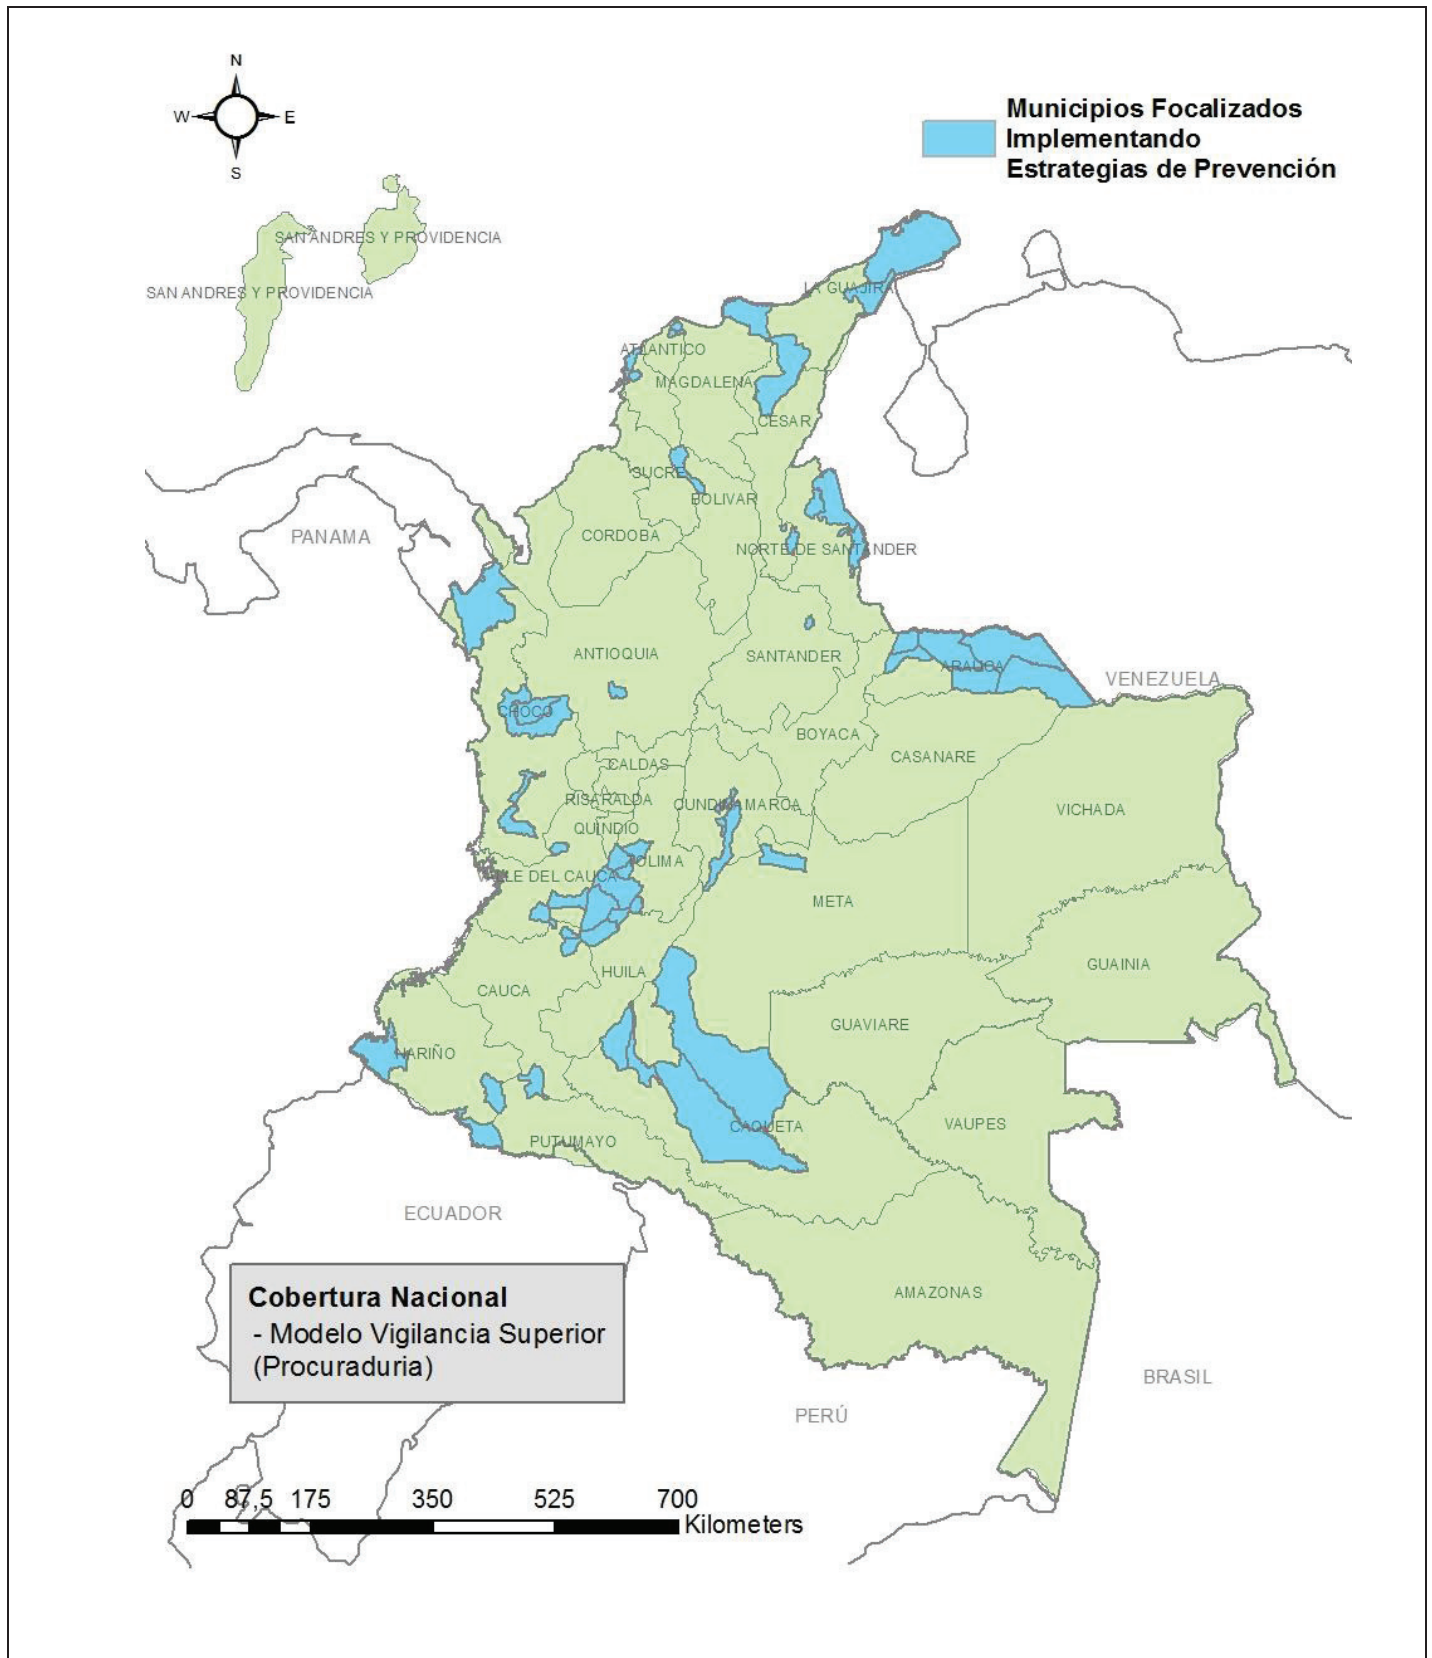 N
W E
S
Municipios Focalizados
Implementando
Estrategias de Prevención
SAN ANDRES Y PROVIDENCIA
SAN ANDRES Y PROVIDENCIA
LA GUAJIRA
ATLANTICO
MAGDALENA
CESAR
SUCRE
BOLIVAR
CORDOBA
PANAMA
NORTE DE SANTANDER
ANTIOQUIA
SANTANDER
ARAUCA
VENEZUELA
CHOCO
BOYACA
CASANARE
CALDAS
RISARALDA
CUNDINAMARCA
VICHADA
QUINDIO
TOLIMA
VALLE DEL CAUCA
META
HUILA
GUAINIA
CAUCA
GUAVIARE
NARIÑO
CAQUETA
VAUPES
PUTUMAYO
ECUADOR
AMAZONAS
Cobertura Nacional
- Modelo Vigilancia Superior
(Procuraduria)
BRASIL
PERÚ
0 87,5 175 350 525 700
Kilometers